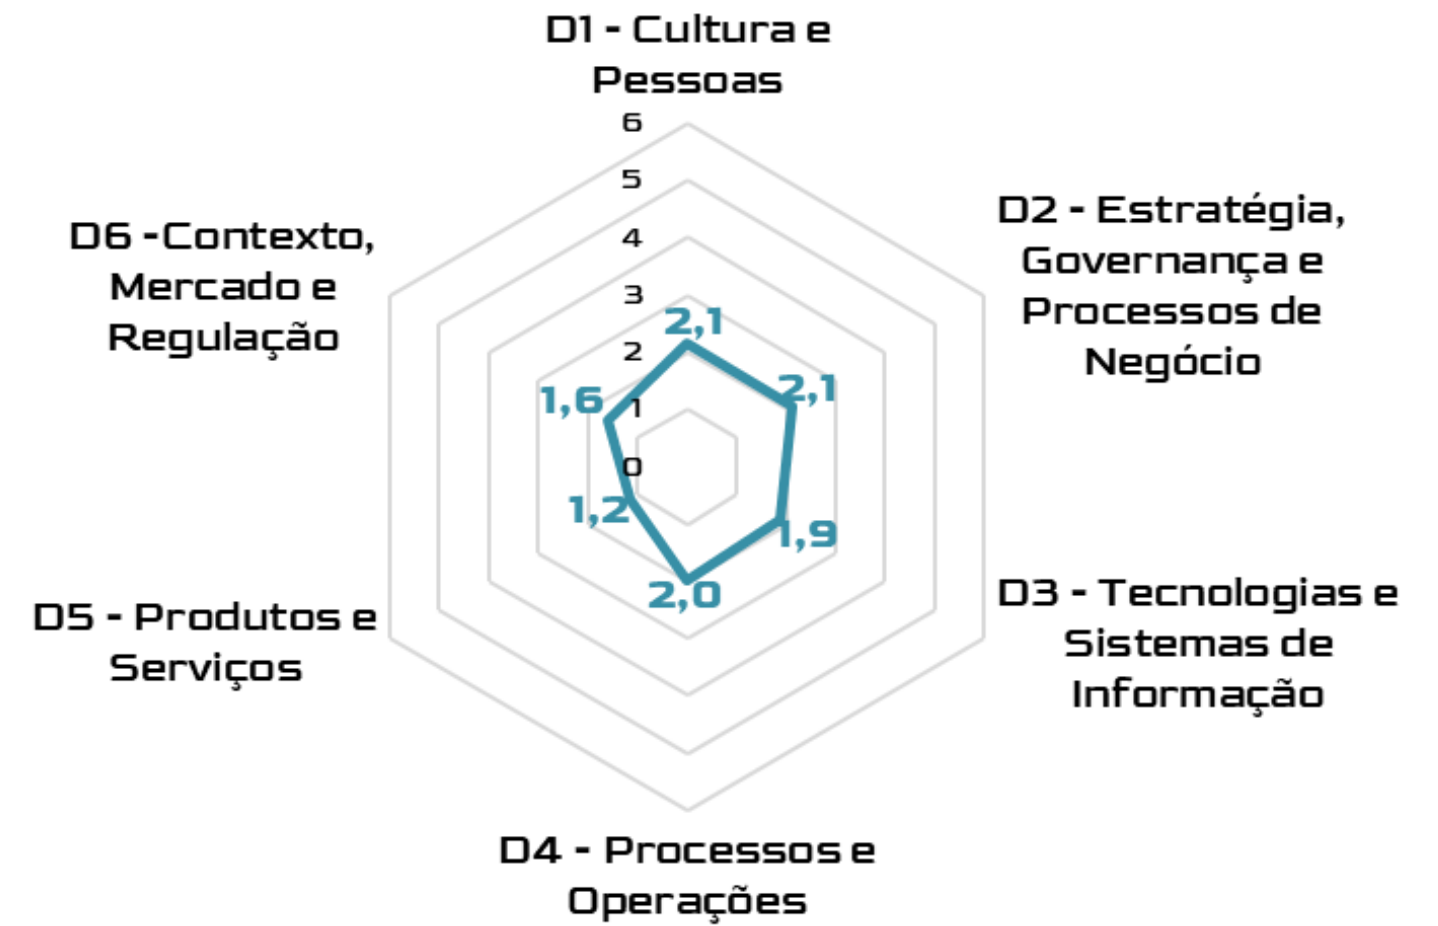 D1 - Cultura e
Pessoas
6
5
4
3
2
1
0
2,1
2,1
1,9
2,0
1,2
1,6
D2 - Estratégia,
Governança e
Processos de
Negócio
D3 - Tecnologias e
Sistemas de
Informação
D4 - Processos e
Operações
D5 - Produtos e
Serviços
D6 -Contexto,
Mercado e
Regulação